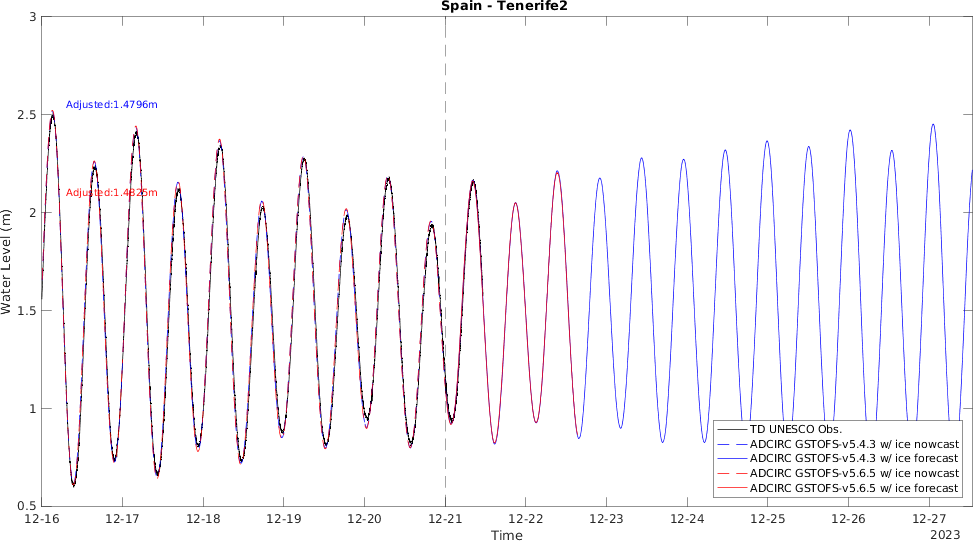 Spain - Tenerife2
3
Adjusted:1.4796m
2.5
Adjusted:1.4825m
2
Water Level (m)
1.5
1
0.5
TD UNESCO Obs.
ADCIRC GSTOFS-v5.4.3 w/ ice nowcast
ADCIRC GSTOFS-v5.4.3 w/ ice forecast
ADCIRC GSTOFS-v5.6.5 w/ ice nowcast
ADCIRC GSTOFS-v5.6.5 w/ ice forecast
12-16 12-17 12-18 12-19 12-20 12-21 12-22 12-23 12-24 12-25 12-26 12-27
Time
2023